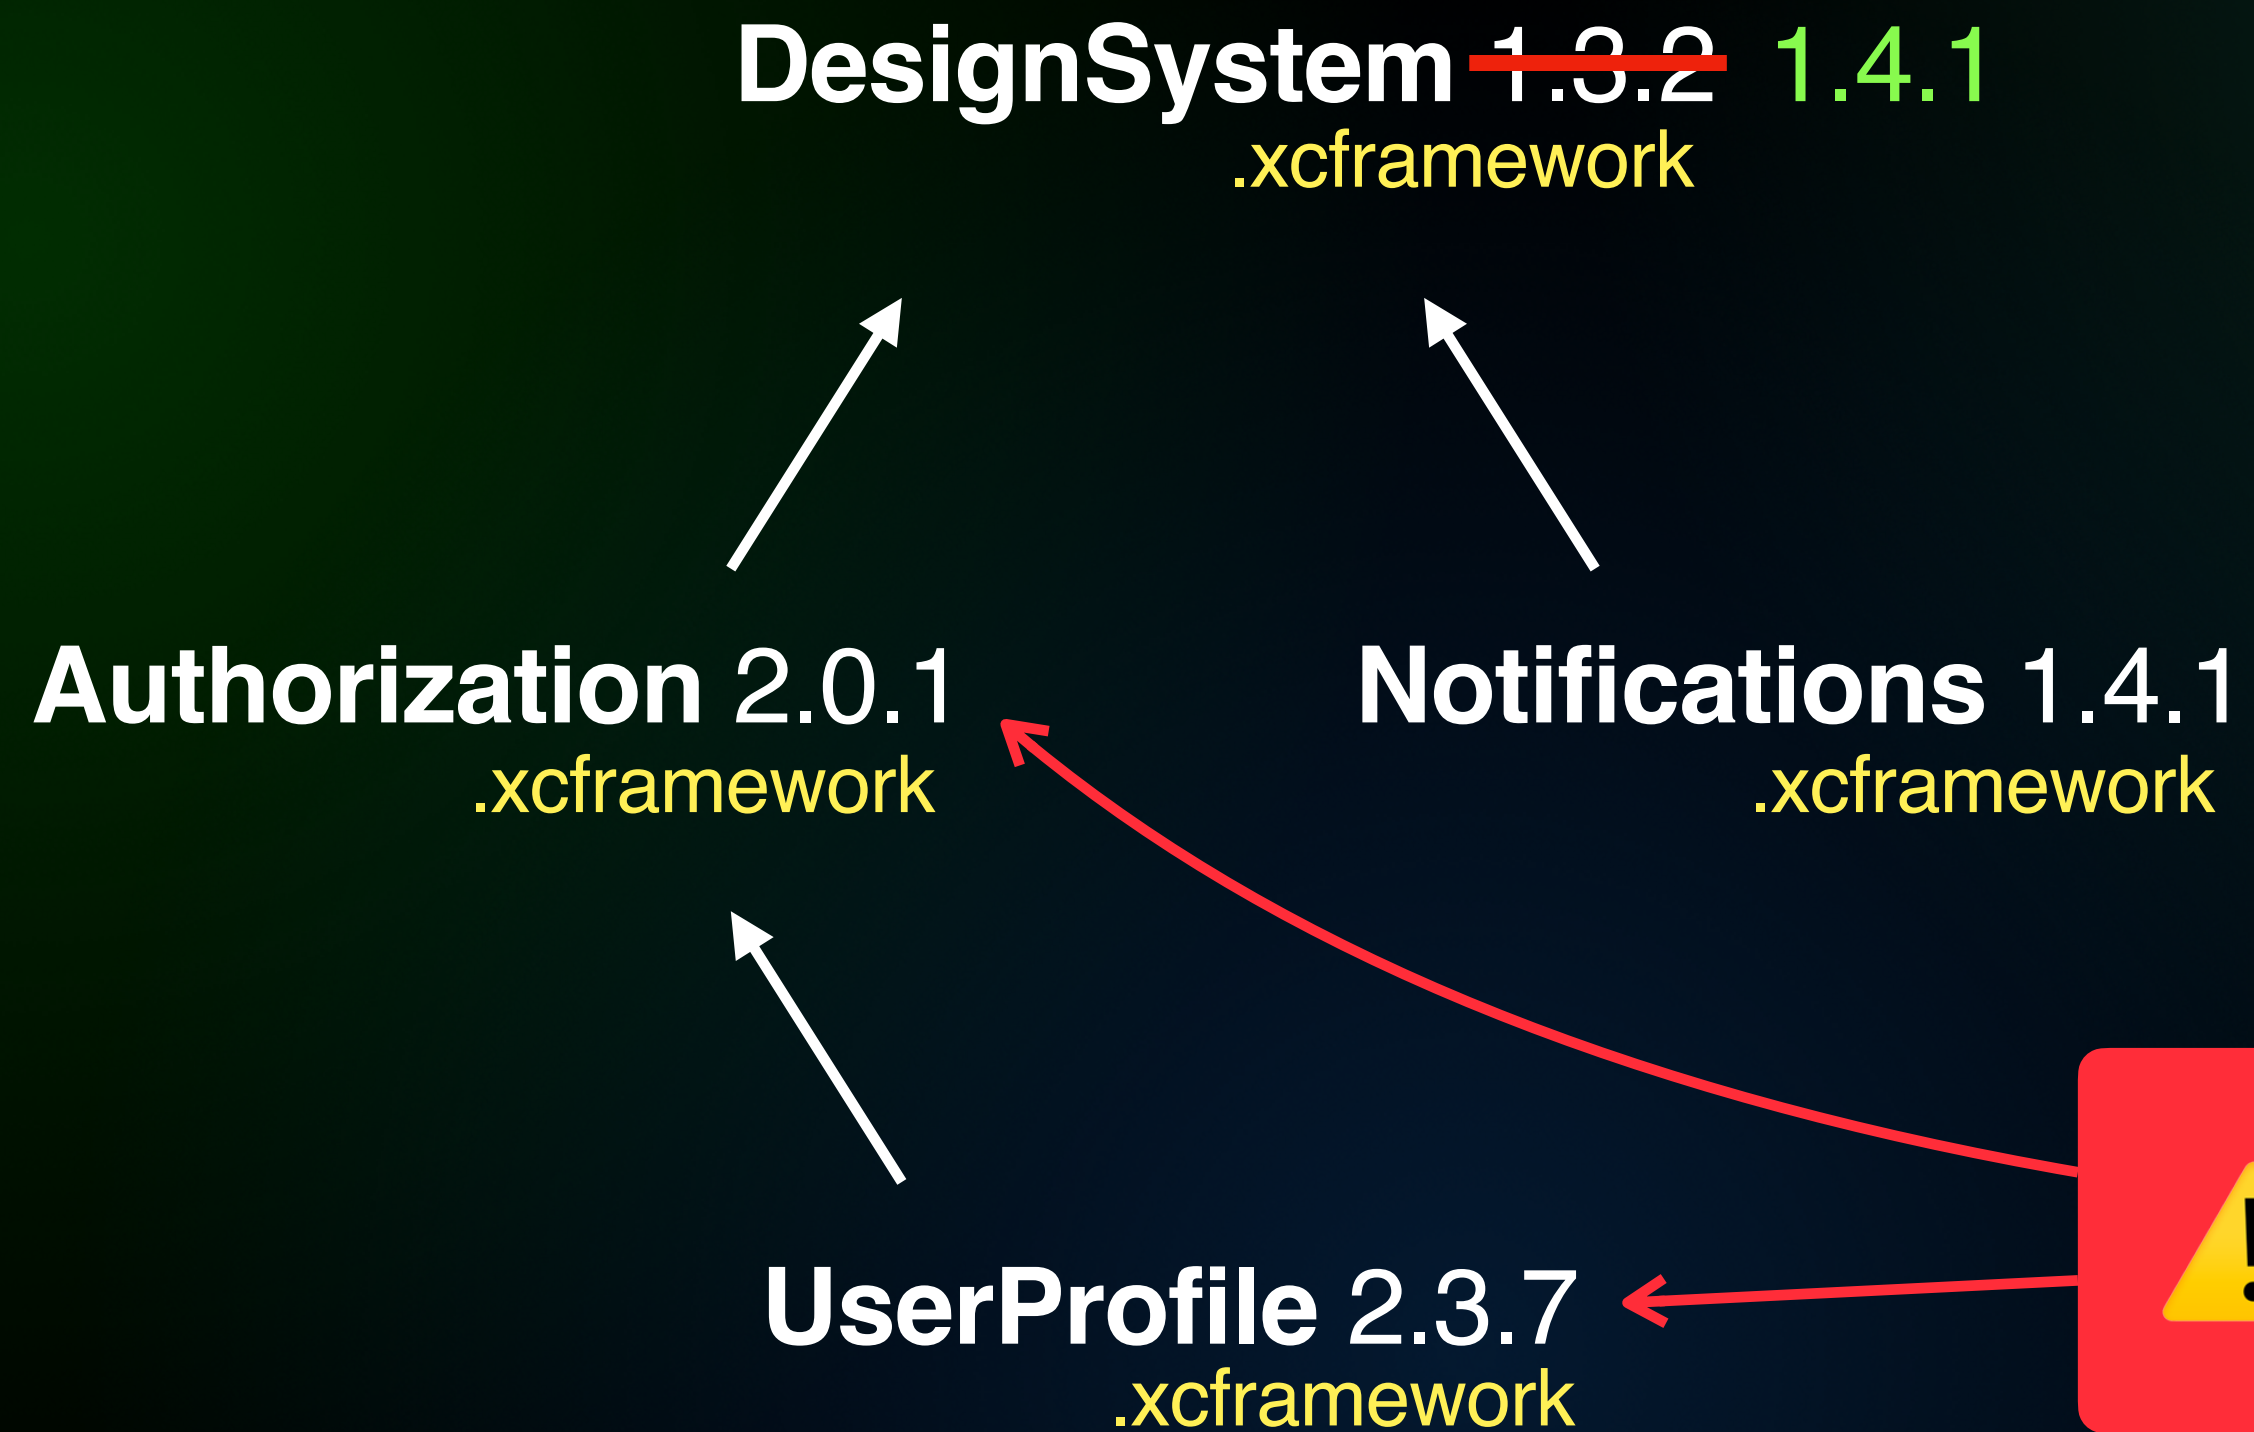 DesignSystem 1.3.2 1.4.1
.xcframework
Authorization 2.0.1
.xcframework
Notifications 1.4.1
.xcframework
UserProfile 2.3.7
.xcframework